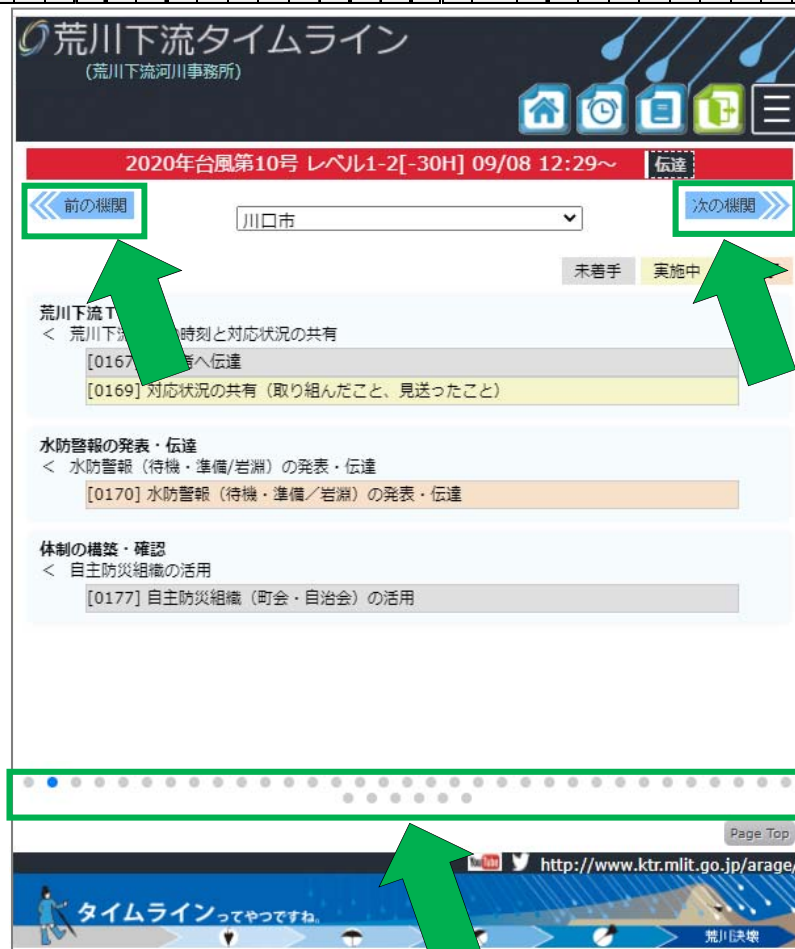 荒川下流タイムライン
(荒川下流河川事務所)
2020年台風第10号 レベル1-2[-30H] 09/08 12:29～ 伝達
前の機関
川口市
次の機関
未着手 実施中
荒川下流T
< 荒川下 時刻と対応状況の共有
[0167 へ伝達
[0169] 対応状況の共有（取り組んだこと、見送ったこと）
水防警報の発表・伝達
< 水防警報（待機・準備/岩淵）の発表・伝達
[0170] 水防警報（待機・準備／岩淵）の発表・伝達
体制の構築・確認
< 自主防災組織の活用
[0177] 自主防災組織（町会・自治会）の活用
Page Top
YouTube http://www.ktr.mlit.go.jp/arage/
タイムラインってやつですね。
荒川決壊